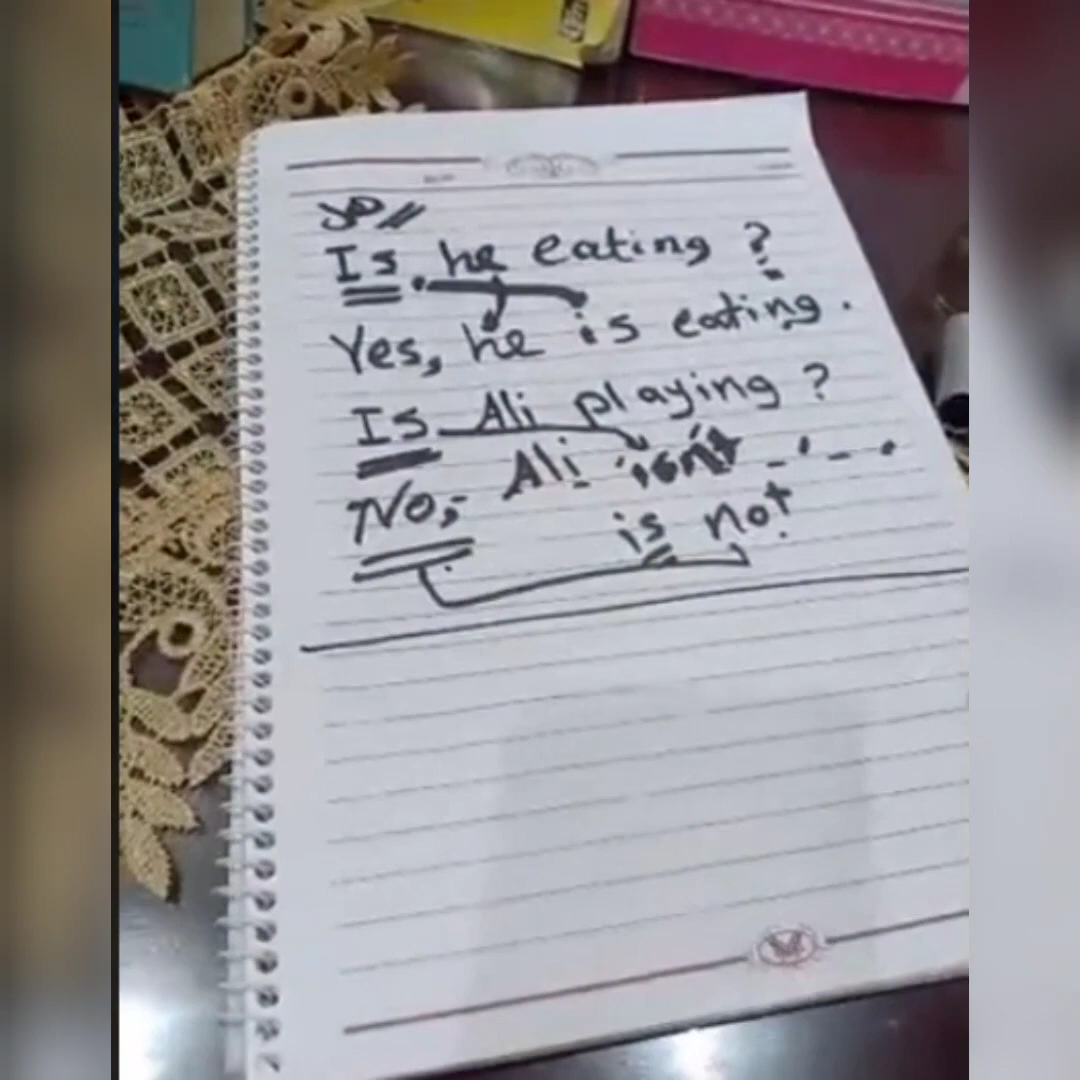 Is he eating ?
Yes, he is eating .
Is Ali playing ?
No, Ali isn't - - - .
is not